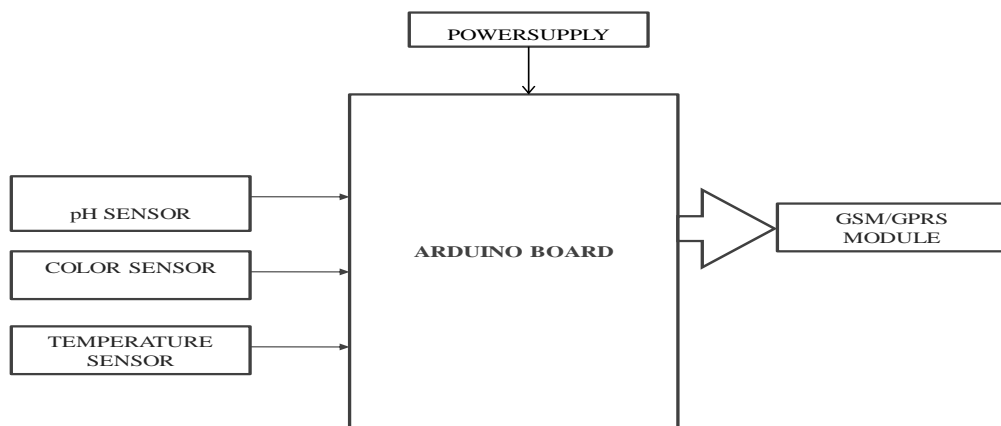 POWERSUPPLY
pH SENSOR
COLOR SENSOR
TEMPERATURE
SENSOR
ARDUINO BOARD
GSM/GPRS
MODULE